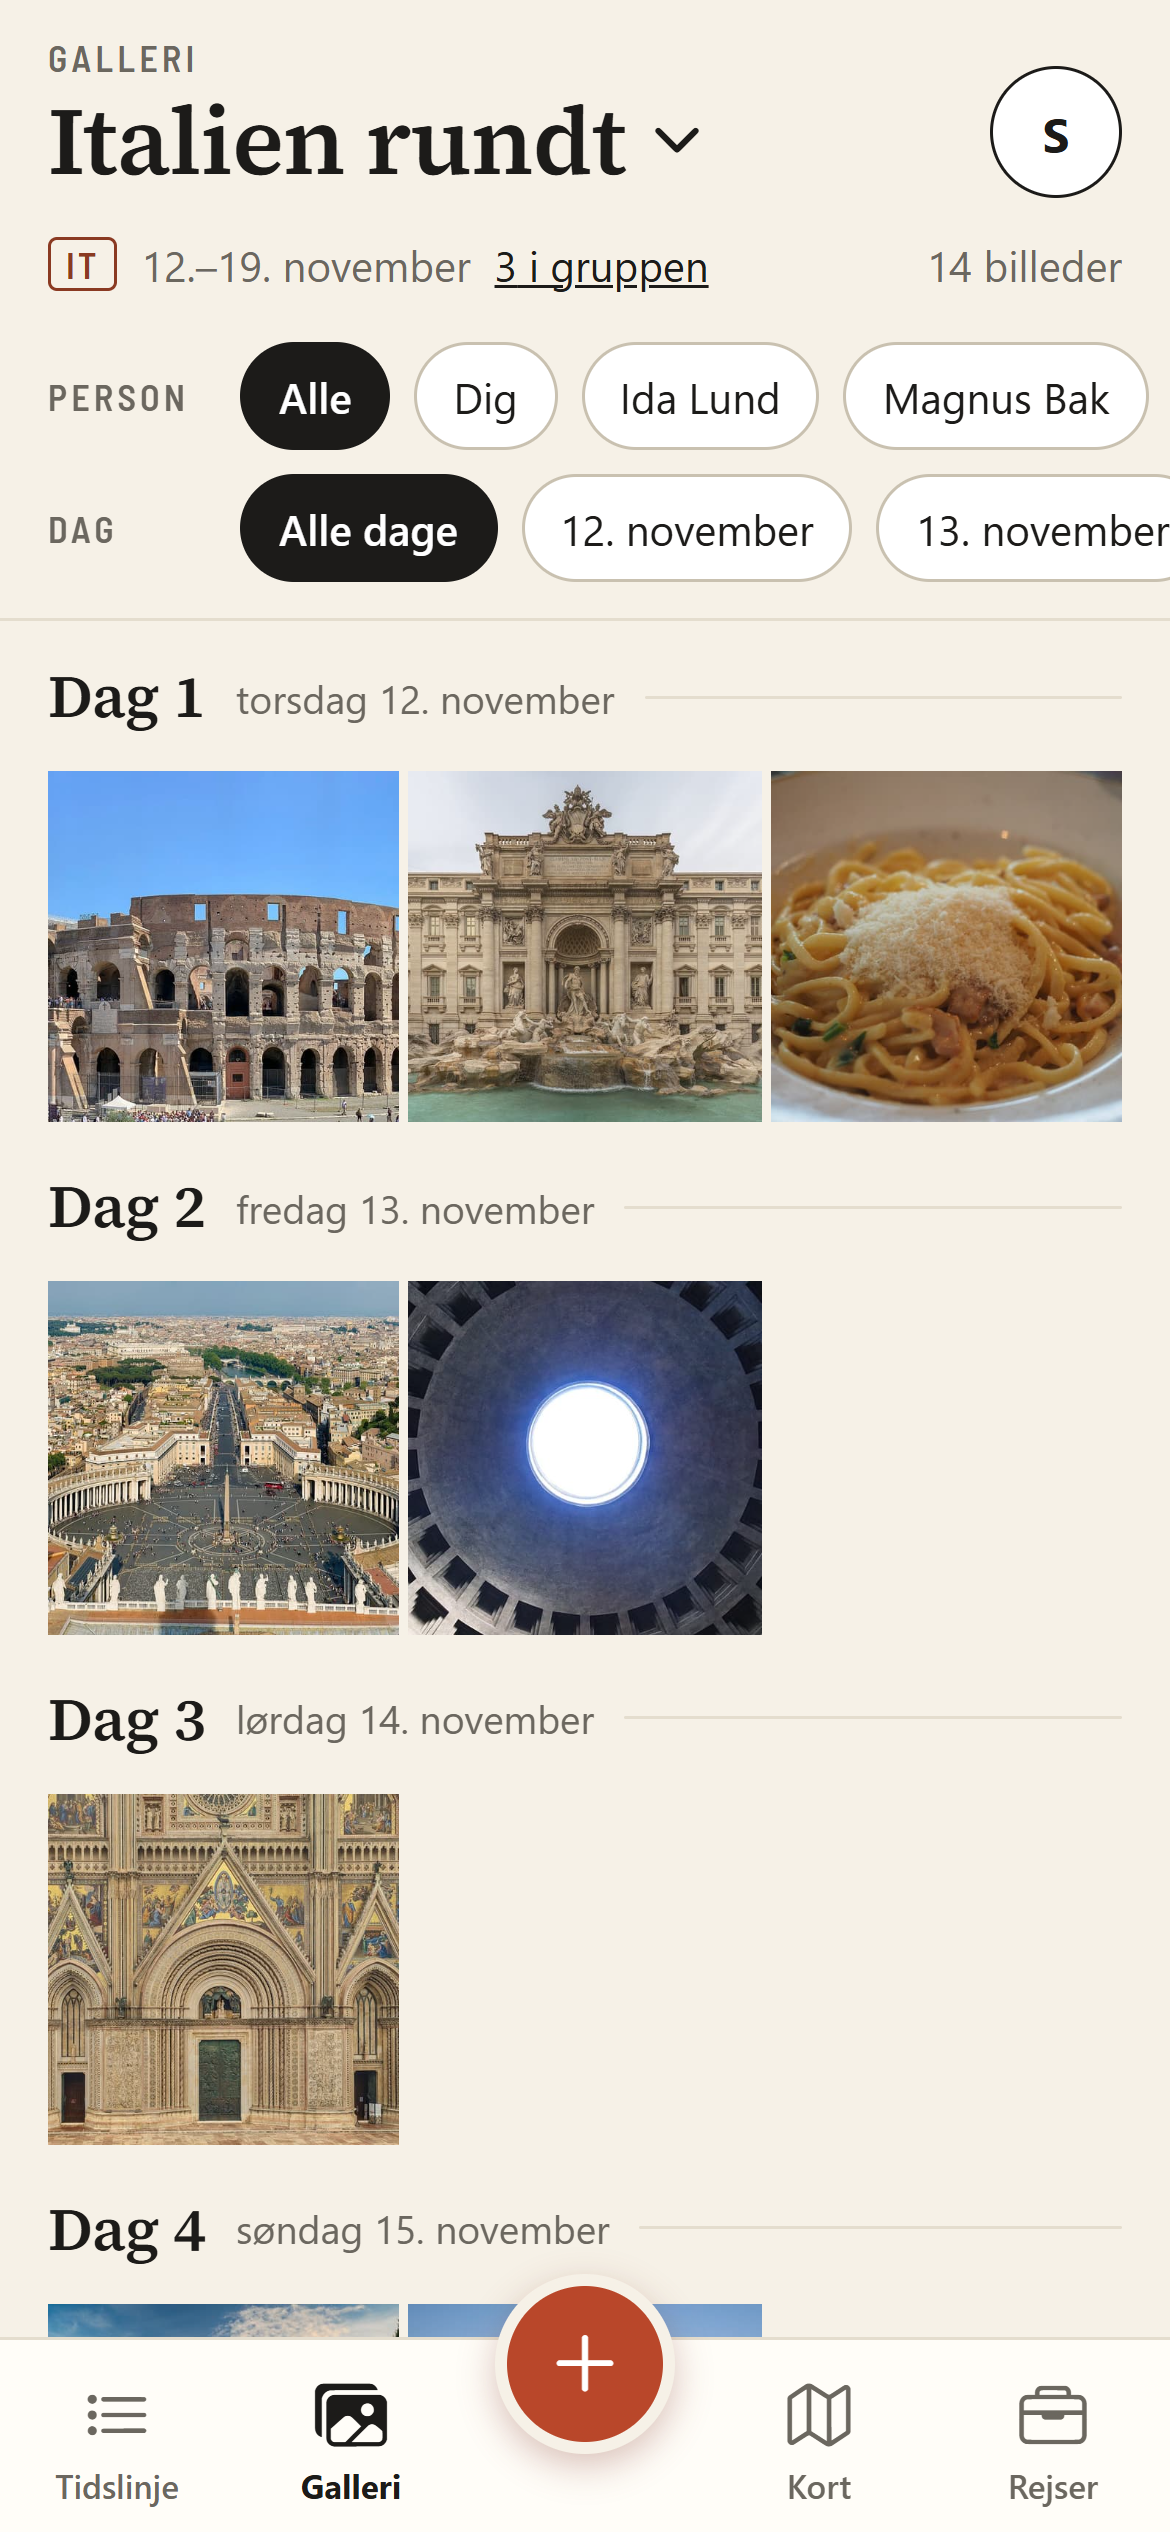 GALLERI
Italien rundt
S
IT 12.–19. november 3 i gruppen 14 billeder
PERSON Alle Dig Ida Lund Magnus Bak
DAG Alle dage 12. november 13. november
Dag 1 torsdag 12. november
Dag 2 fredag 13. november
Dag 3 lørdag 14. november
Dag 4 søndag 15. november
Tidslinje Galleri Kort Rejser